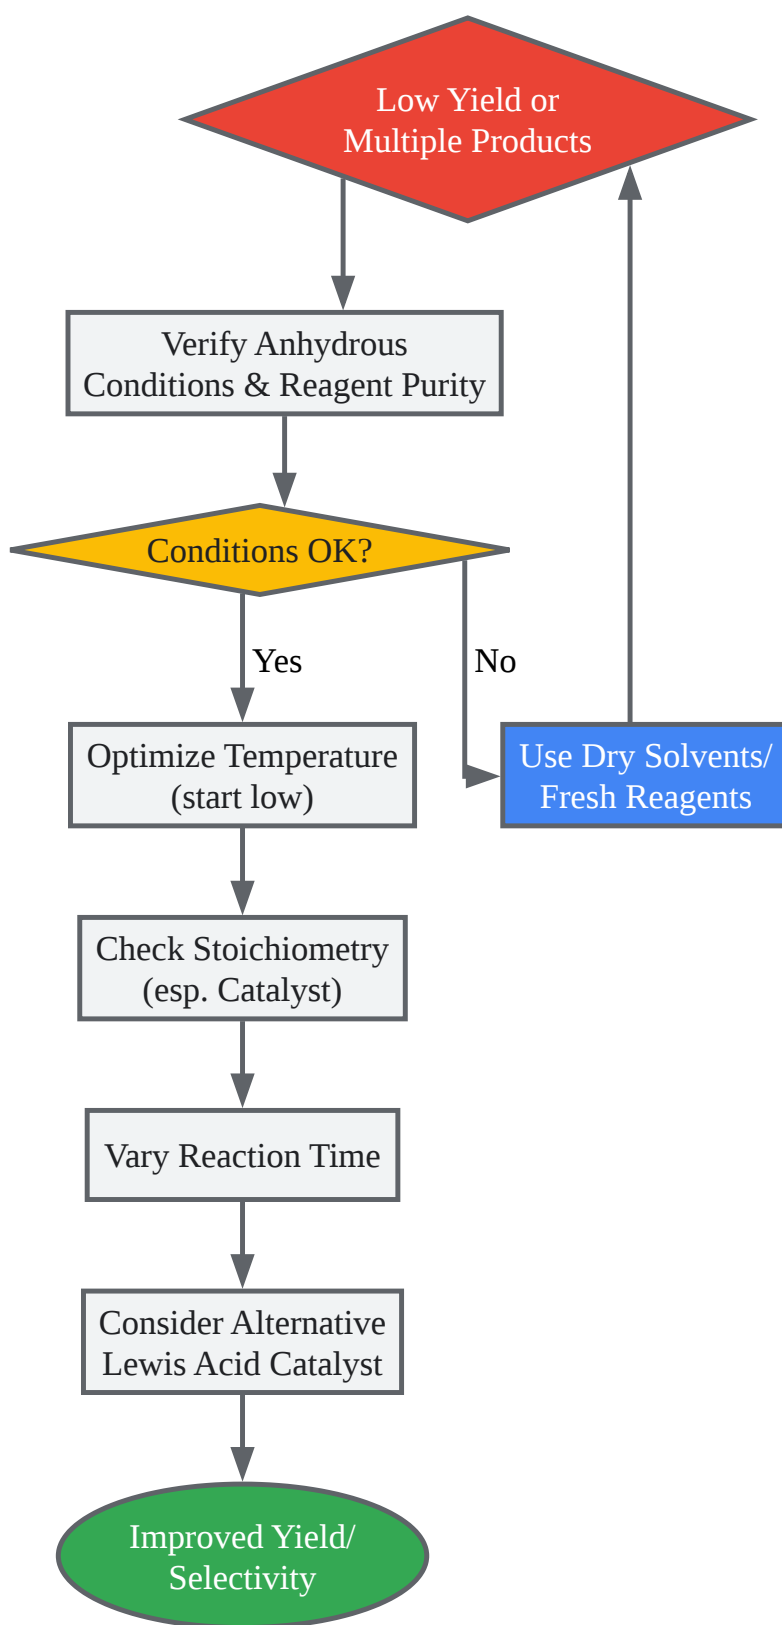 Low Yield or
Multiple Products
Verify Anhydrous
Conditions & Reagent Purity
Conditions OK?
Yes
No
Optimize Temperature
(start low)
Use Dry Solvents/
Fresh Reagents
Check Stoichiometry
(esp. Catalyst)
Vary Reaction Time
Consider Alternative
Lewis Acid Catalyst
Improved Yield/
Selectivity